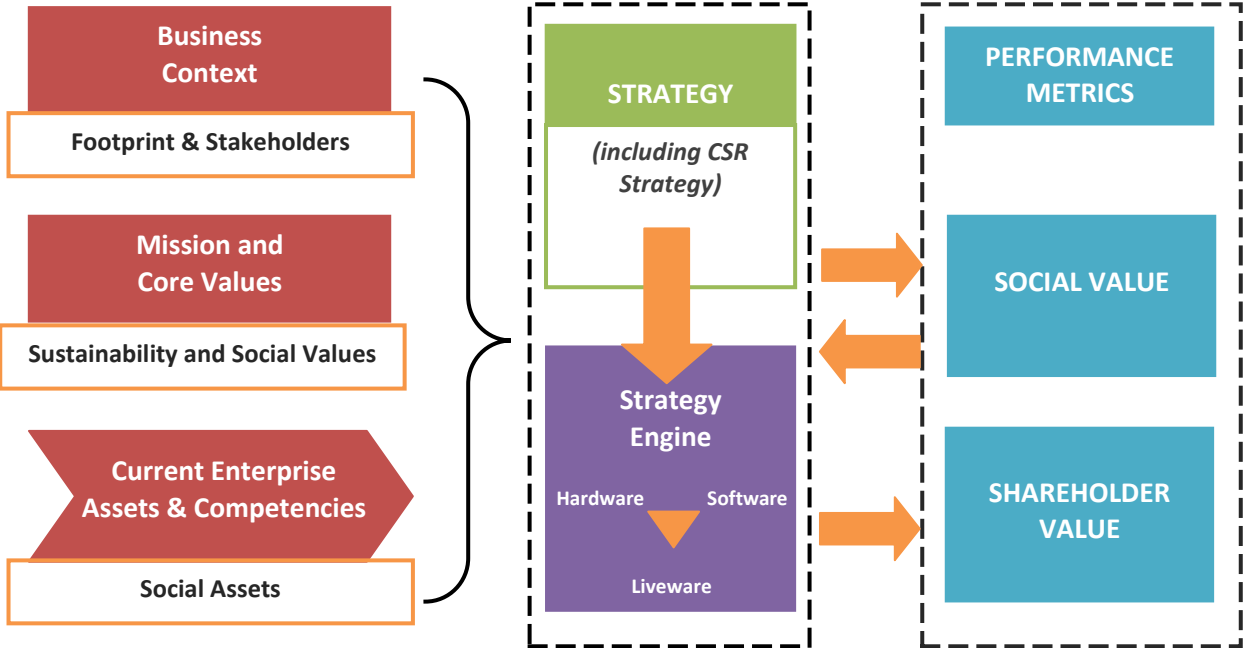 Business
Context
Footprint & Stakeholders
Mission and
Core Values
Sustainability and Social Values
Current Enterprise
Assets & Competencies
Social Assets
STRATEGY
(including CSR
Strategy)
Strategy
Engine
Hardware Software
Liveware
PERFORMANCE
METRICS
SOCIAL VALUE
SHAREHOLDER
VALUE